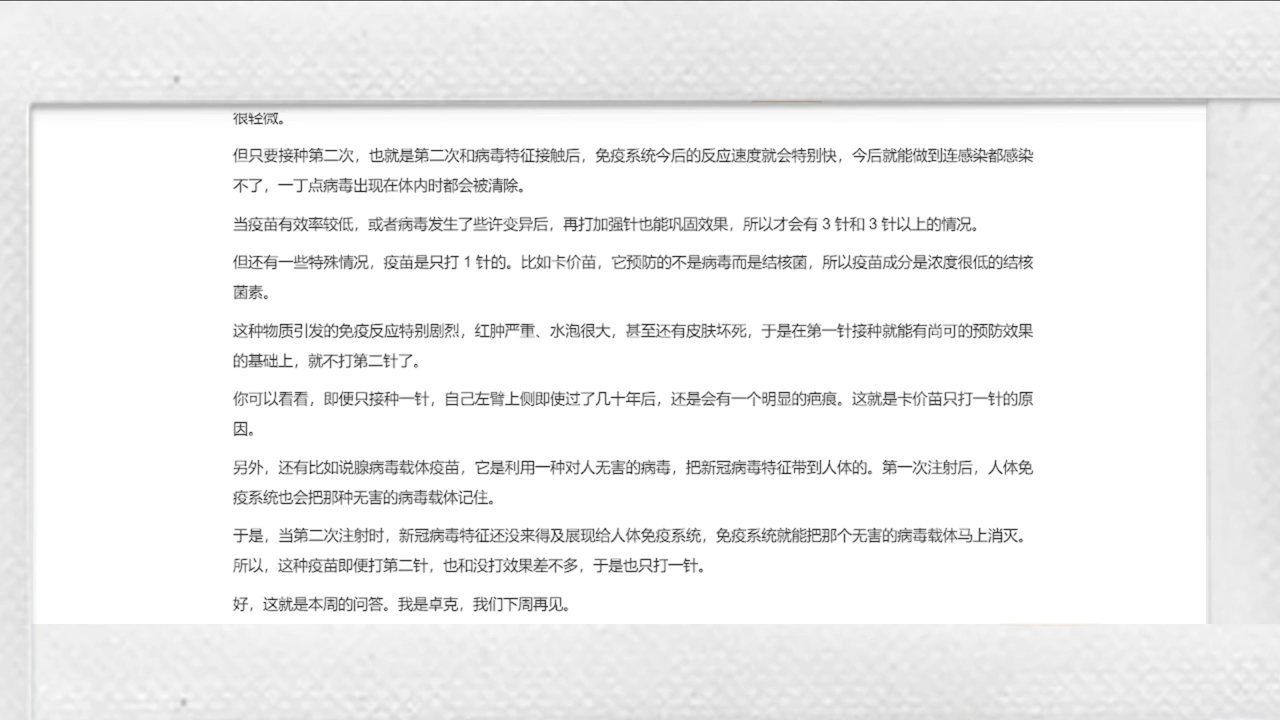 很轻微。
但只要接种第二次，也就是第二次和病毒特征接触后，免疫系统今后的反应速度就会特别快，今后就能做到连感染都感染
不了，一丁点病毒出现在体内时都会被清除。
当疫苗有效率较低，或者病毒发生了些许变异后，再打加强针也能巩固效果，所以才会有 3 针和 3 针以上的情况。
但还有一些特殊情况，疫苗是只打 1 针的。比如卡价苗，它预防的不是病毒而是结核菌，所以疫苗成分是浓度很低的结核
菌素。
这种物质引发的免疫反应特别剧烈，红肿严重、水泡很大，甚至还有皮肤坏死，于是在第一针接种就能有尚可的预防效果
的基础上，就不打第二针了。
你可以看看，即便只接种一针，自己左臂上侧即使过了几十年后，还是会有一个明显的疤痕。这就是卡价苗只打一针的原
因。
另外，还有比如说腺病毒载体疫苗，它是利用一种对人无害的病毒，把新冠病毒特征带到人体的。第一次注射后，人体免
疫系统也会把那种无害的病毒载体记住。
于是，当第二次注射时，新冠病毒特征还没来得及展现给人体免疫系统，免疫系统就能把那个无害的病毒载体马上消灭。
所以，这种疫苗即便打第二针，也和没打效果差不多，于是也只打一针。
好，这就是本周的问答。我是卓克，我们下周再见。